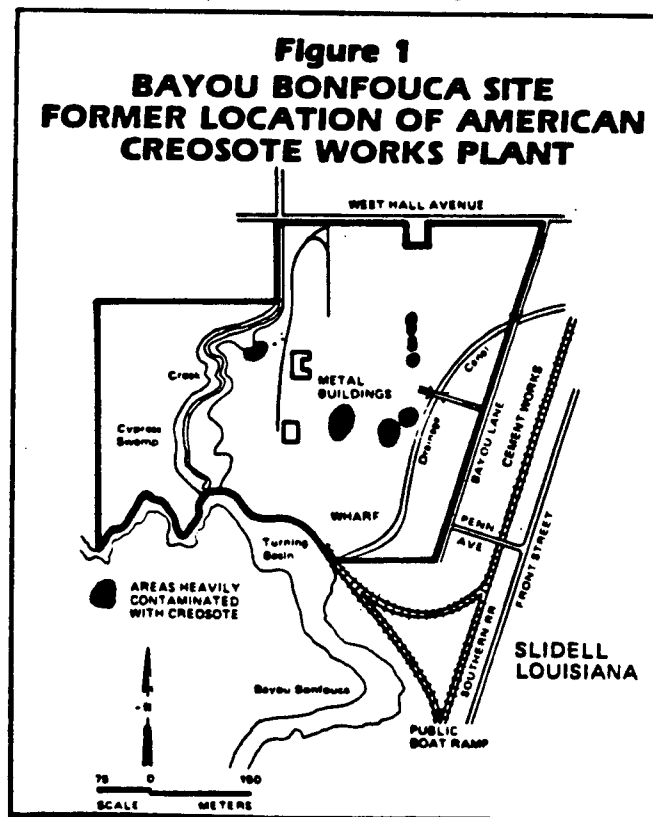 Figure 1
BAYOU BONFOUCA SITE
FORMER LOCATION OF AMERICAN
CREOSOTE WORKS PLANT
WEST HALL AVENUE
Creek
Cypress
Swamp
METAL
BUILDINGS
Drainage
Canal
BAYOU LANE
CEMENT WORKS
WHARF
Turning
Basin
PENN
AVE
FRONT STREET
SOUTHERN RR
AREAS HEAVILY
CONTAMINATED
WITH CREOSOTE
SLIDELL
LOUISIANA
Bayou Bonfouca
PUBLIC
BOAT RAMP
N
75 0 150
SCALE METERS